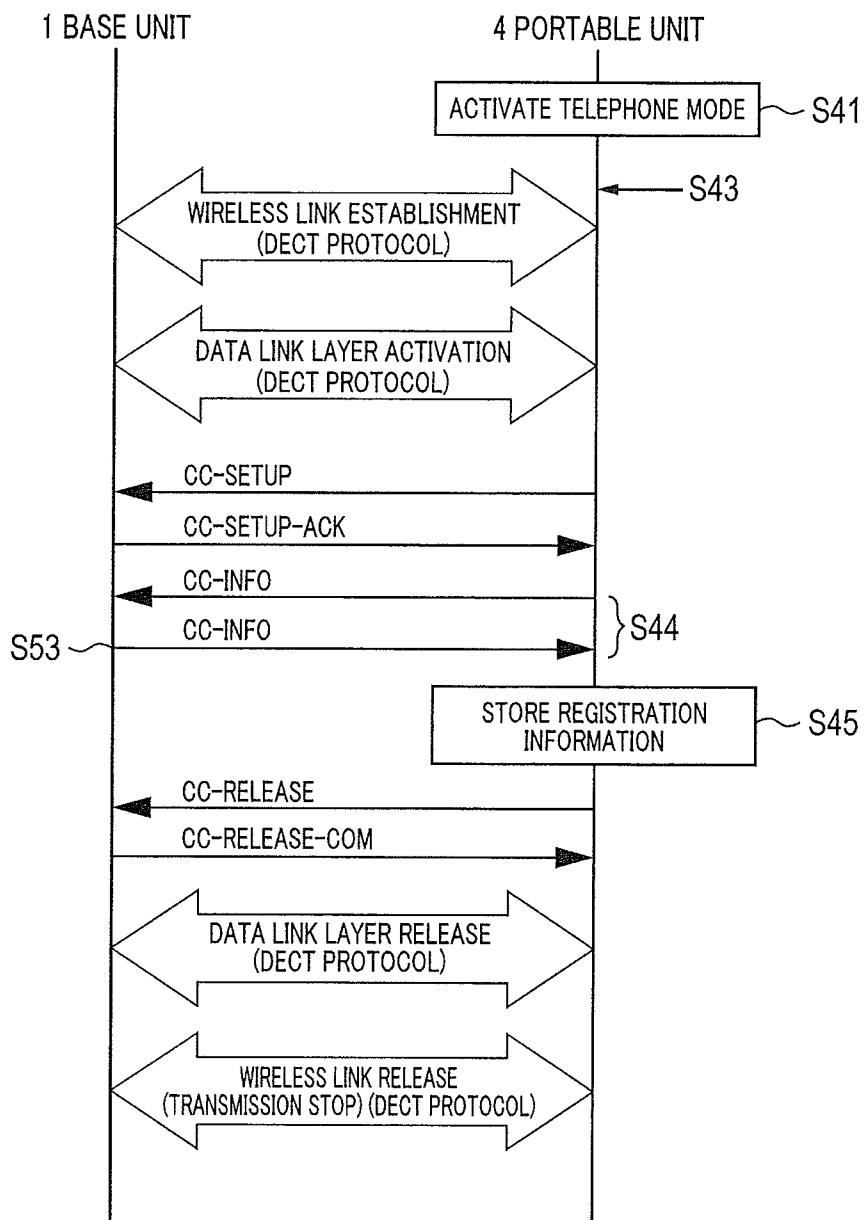 1 BASE UNIT
4 PORTABLE UNIT
ACTIVATE TELEPHONE MODE
S41
S43
WIRELESS LINK ESTABLISHMENT
(DECT PROTOCOL)
DATA LINK LAYER ACTIVATION
(DECT PROTOCOL)
CC-SETUP
CC-SETUP-ACK
CC-INFO
CC-INFO
S44
S53
STORE REGISTRATION
INFORMATION
S45
CC-RELEASE
CC-RELEASE-COM
DATA LINK LAYER RELEASE
(DECT PROTOCOL)
WIRELESS LINK RELEASE
(TRANSMISSION STOP) (DECT PROTOCOL)